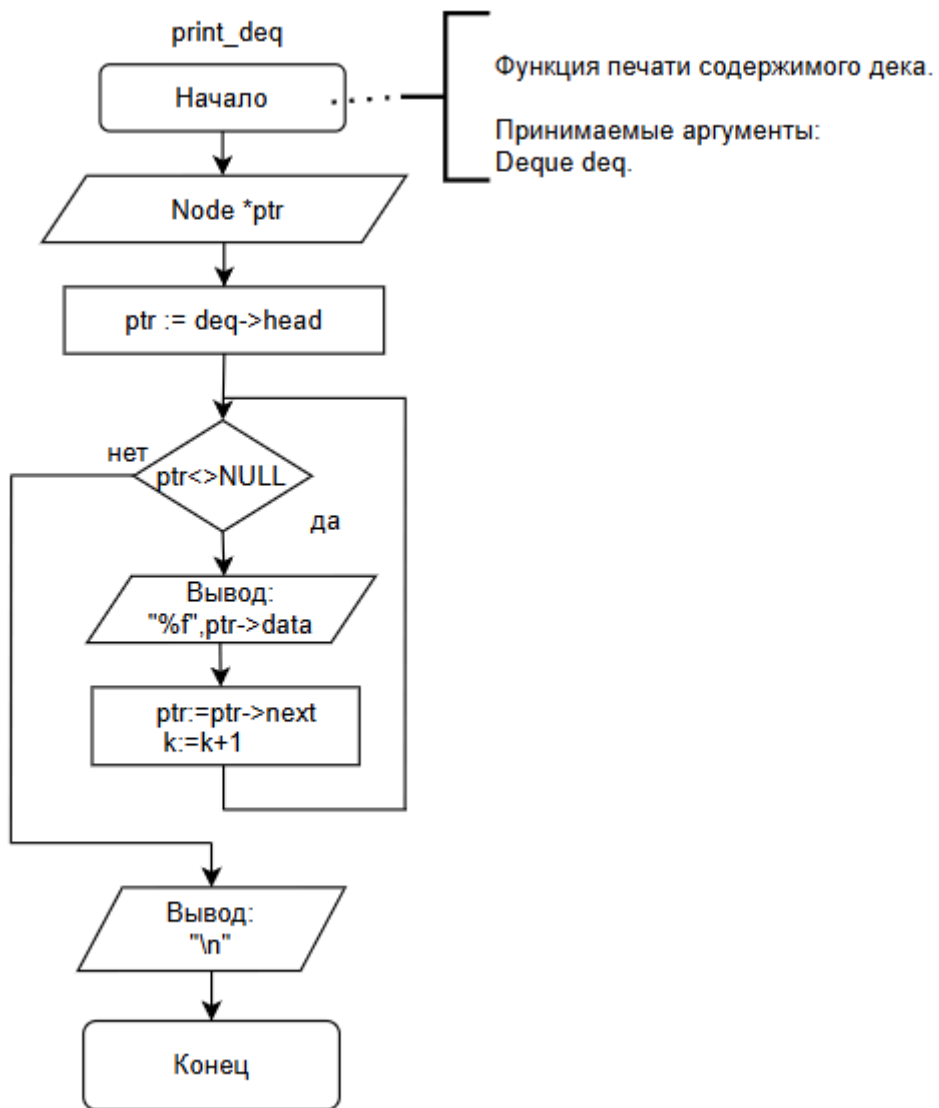 print_deq
Начало
Функция печати содержимого дека.
Принимаемые аргументы:
Deque deq.
Node *ptr
ptr := deq->head
нет
ptr<>NULL
да
Вывод:
"%f",ptr->data
ptr:=ptr->next
k:=k+1
Вывод:
"\n"
Конец